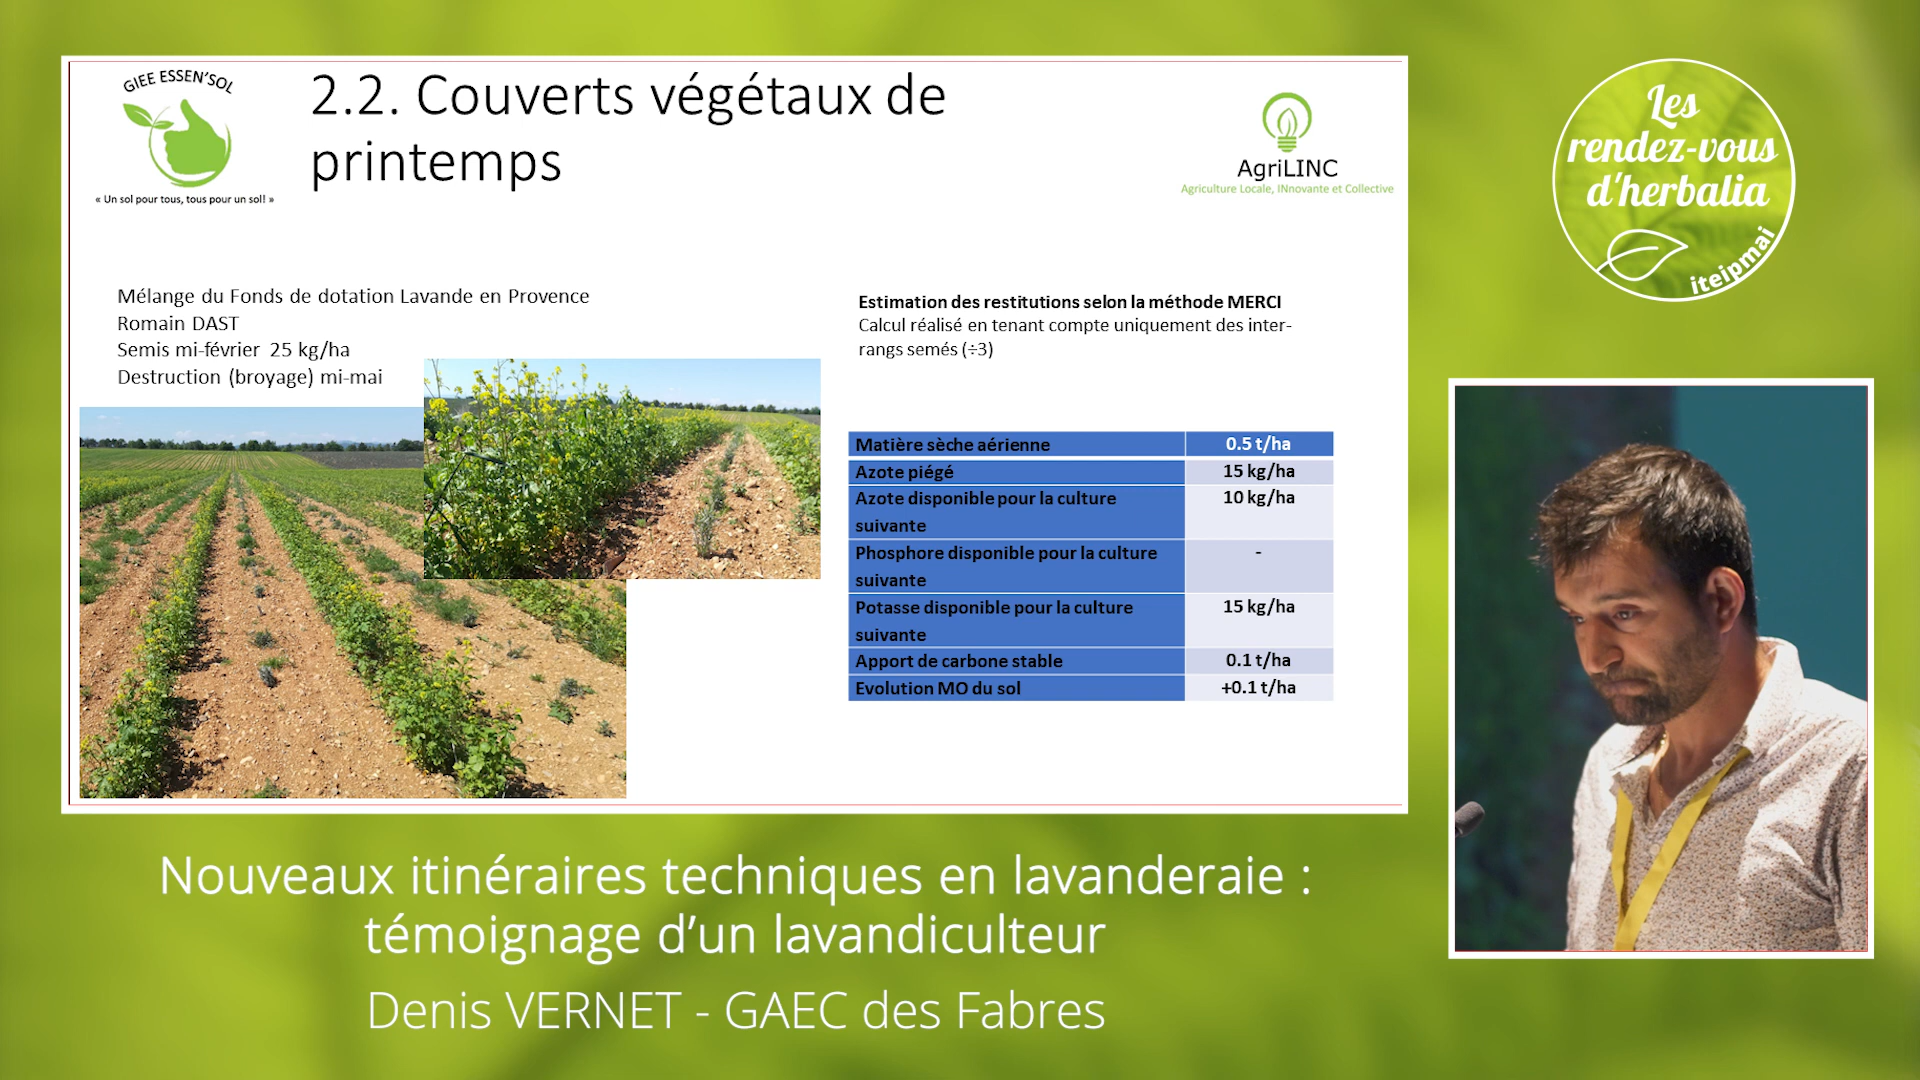 GIEE ESSEN'SOL
« Un sol pour tous, tous pour un sol! »
2.2. Couverts végétaux de
printemps
AgriLINC
Agriculture Locale, INnovante et Collective
Mélange du Fonds de dotation Lavande en Provence
Romain DAST
Semis mi-février 25 kg/ha
Destruction (broyage) mi-mai
Estimation des restitutions selon la méthode MERCI
Calcul réalisé en tenant compte uniquement des inter-
rangs semés (÷3)
Matière sèche aérienne 0.5 t/ha
Azote piégé 15 kg/ha
Azote disponible pour la culture 10 kg/ha
suivante
Phosphore disponible pour la culture -
suivante
Potasse disponible pour la culture 15 kg/ha
suivante
Apport de carbone stable 0.1 t/ha
Evolution MO du sol +0.1 t/ha
Les
rendez-vous
d'herbalia
iteipmai
Nouveaux itinéraires techniques en lavanderaie :
témoignage d’un lavandiculteur
Denis VERNET - GAEC des Fabres